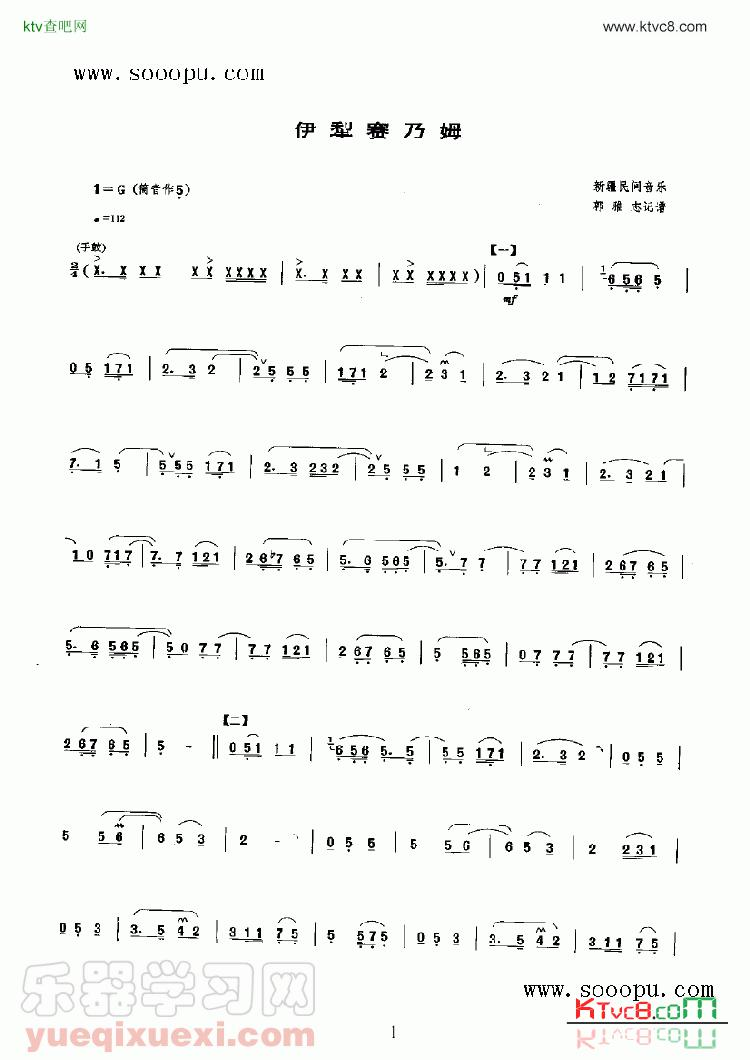 ktv查吧网
www.ktvc8.com
www.sooopu.com
伊犁赛乃姆
1=G (筒音作5)
新疆民间音乐
郭雅志记谱
=112
(手鼓)
【一】
2/4 (X. X X X X X X X X X | X. X X X | X X X X X X) | 0 5 1 1 1 | 1 6 5 6 5 |
mf
0 5 1 7 1 | 2. 3 2 | 2 5 5 5 | 1 7 1 2 | 2 3 1 | 2. 3 2 1 | 1 2 7 1 7 1 |
7. 1 5 | 5 5 5 1 7 1 | 2. 3 2 3 2 | 2 5 5 5 | 1 2 | 2 3 1 | 2. 3 2 1 |
1 0 7 1 7 | 7. 7 1 2 1 | 2 6 ♭7 6 5 | 5. 6 5 6 5 | 5. 7 7 | 7 7 1 2 1 | 2 6 7 6 5 |
5. 6 5 6 5 | 5 0 7 7 | 7 7 1 2 1 | 2 6 7 6 5 | 5 5 6 5 | 0 7 7 7 | 7 7 1 2 1 |
【二】
2 6 7 6 5 | 5 - || 0 5 1 1 1 | 1 6 5 6 5. 5 | 5 5 1 7 1 | 2. 3 2 | 0 5 5 |
5 5 6 | 6 5 3 | 2 - | 0 5 5 | 5 5 6 | 6 5 3 | 2 2 3 1 |
0 5 3 | 3. 5 4 2 | 3 1 1 7 5 | 5 5 7 5 | 0 5 3 | 3. 5 4 2 | 3 1 1 7 5 |
乐器学习网
yueqixuexi.com
www.sooopu.com
KTvc8.com
1